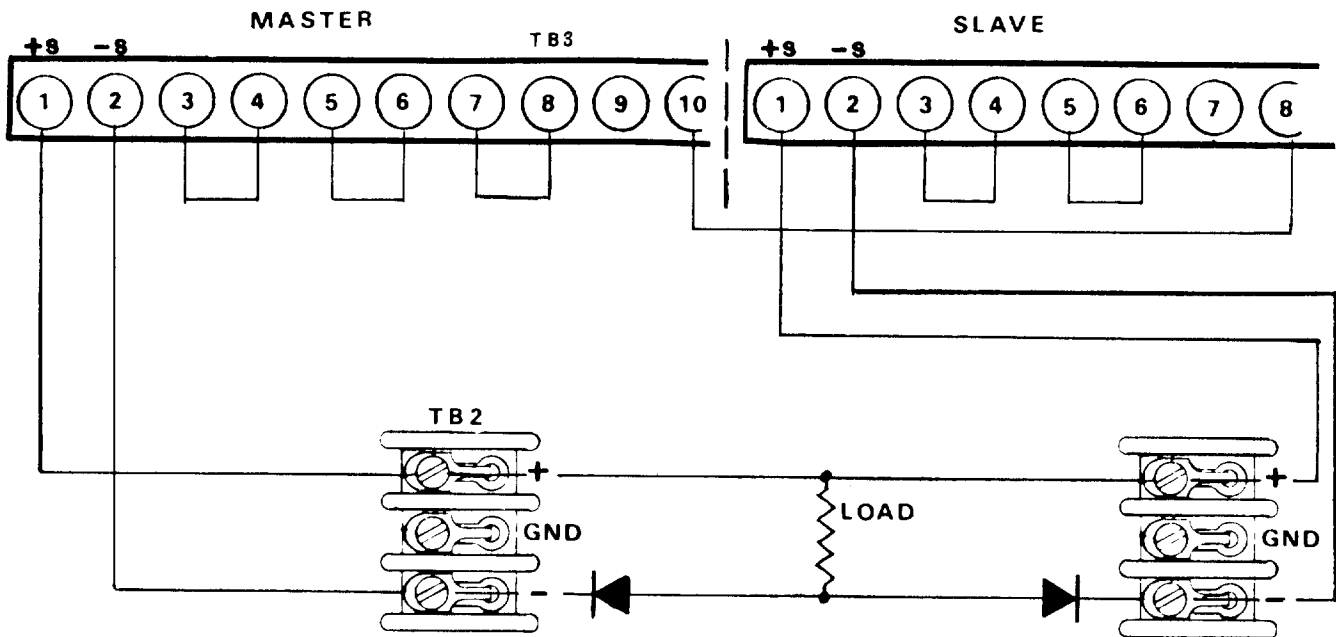 MASTER
SLAVE
+S -S TB3
+S -S
1 2 3 4 5 6 7 8 9 10
1 2 3 4 5 6 7 8
TB2
+
+
LOAD
GND
GND
-
-